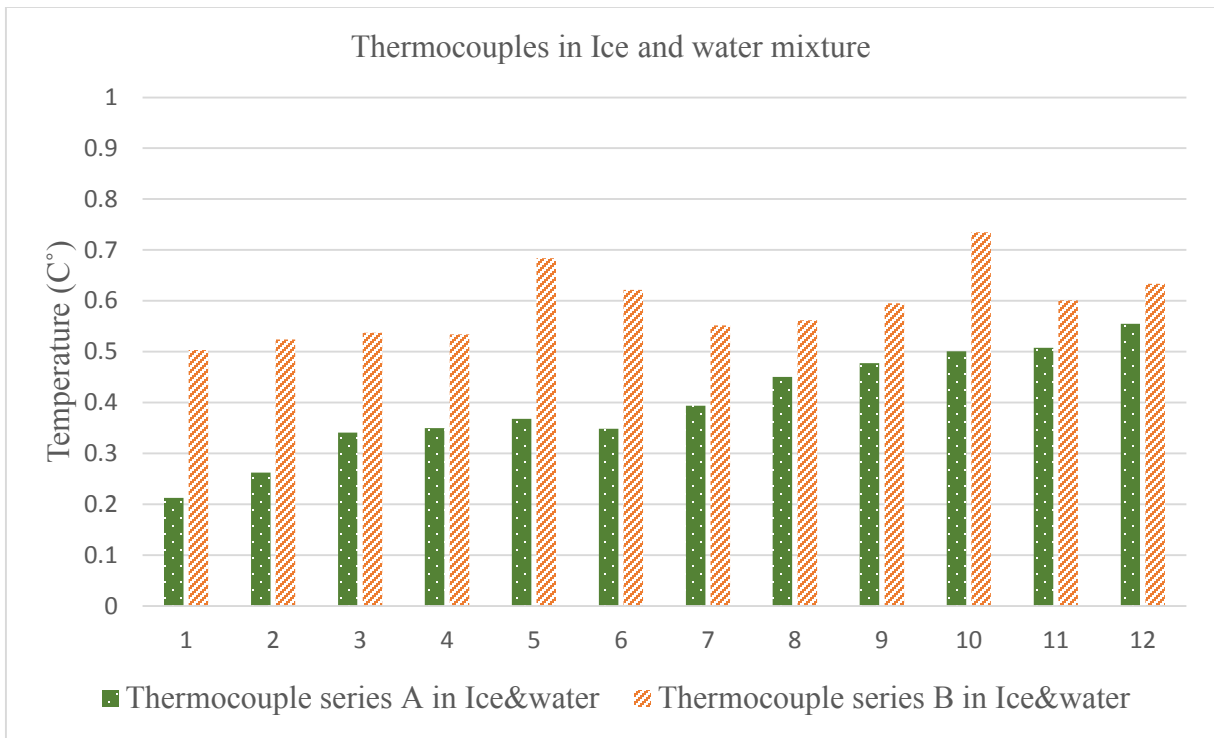 Thermocouples in Ice and water mixture
1
0.9
0.8
0.7
0.6
0.5
0.4
0.3
0.2
0.1
0
Temperature (C°)
1 2 3 4 5 6 7 8 9 10 11 12
Thermocouple series A in Ice&water Thermocouple series B in Ice&water